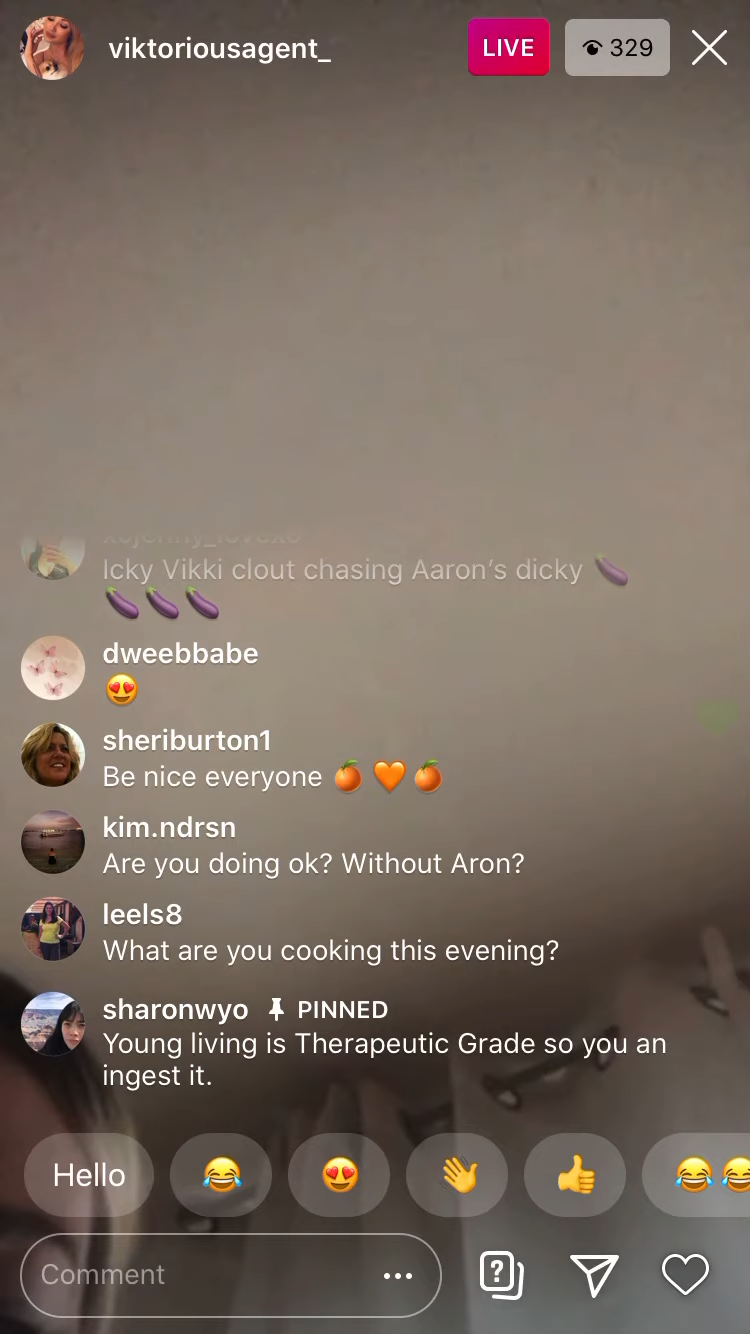 viktoriousagent_
LIVE
329
Icky Vikki clout chasing Aaron’s dicky 🍆
🍆🍆🍆
dweebbabe
😍
sheriburton1
Be nice everyone 🍊 🧡 🍊
kim.ndrsn
Are you doing ok? Without Aron?
leels8
What are you cooking this evening?
sharonwyo PINNED
Young living is Therapeutic Grade so you an
ingest it.
Hello 😂 😍 👋 👍 😂😂
Comment